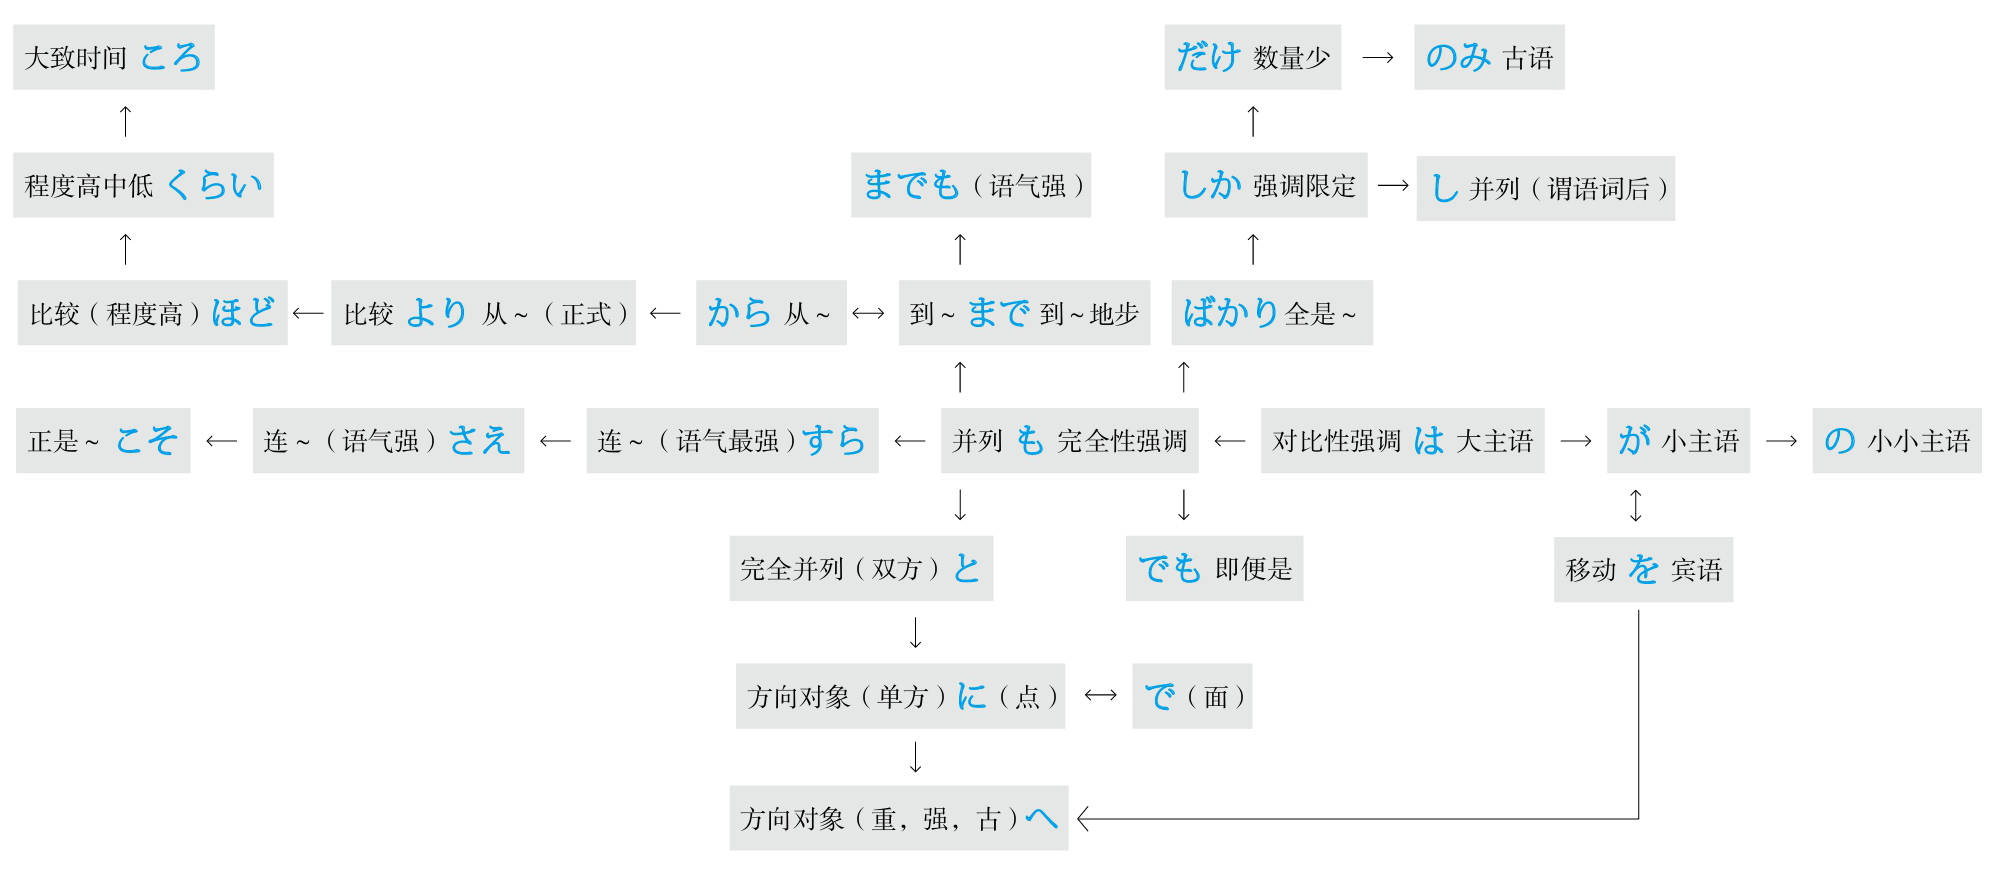 大致时间 ころ
だけ 数量少
のみ 古语
程度高中低 くらい
までも（语气强）
しか 强调限定
し 并列（谓语词后）
比较（程度高）ほど
比较 より 从~（正式）
から 从~
到~ まで 到~地步
ばかり全是~
正是~ こそ
连~（语气强）さえ
连~（语气最强）すら
并列 も 完全性强调
对比性强调 は 大主语
が 小主语
の 小小主语
完全并列（双方）と
でも 即便是
移动 を 宾语
方向对象（单方）に（点）
で（面）
方向对象（重，强，古）へ